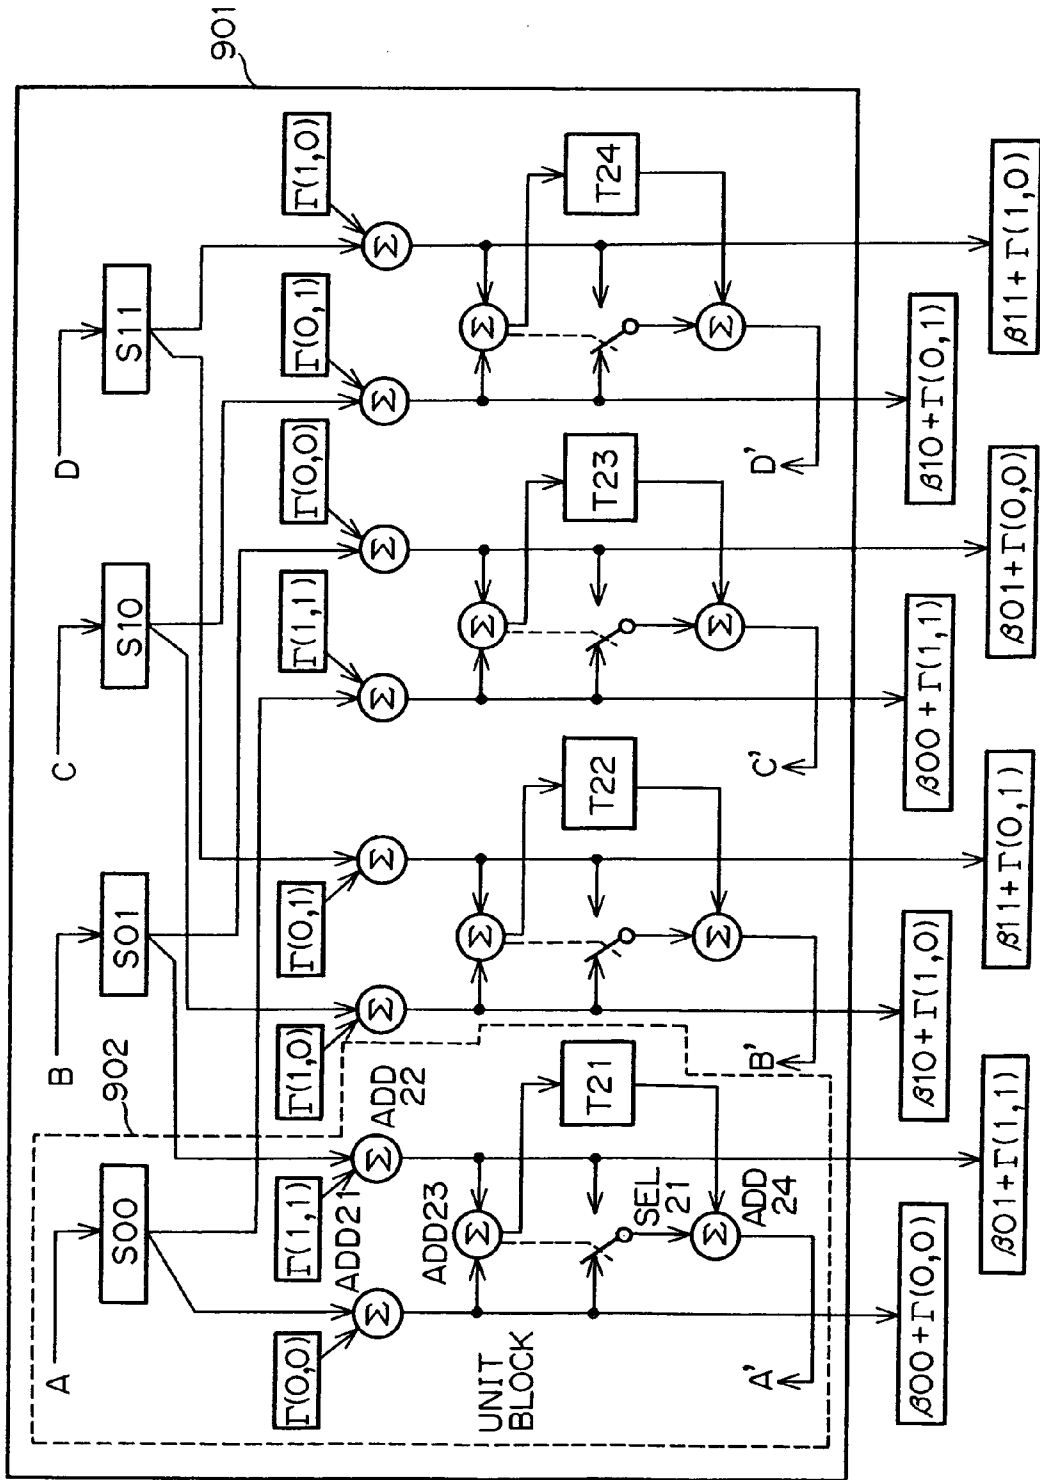 901
A
B
C
D
902
S00
S01
S10
S11
Γ(0,0)
Γ(1,1)
Γ(1,0)
Γ(0,1)
Γ(1,1)
Γ(0,0)
Γ(0,1)
Γ(1,0)
Σ
Σ
Σ
Σ
Σ
Σ
Σ
Σ
ADD21
ADD
22
ADD23
Σ
Σ
Σ
Σ
T21
T22
T23
T24
UNIT
BLOCK
SEL
21
Σ
Σ
Σ
Σ
ADD
24
A'
B'
C'
D'
β00+Γ(0,0)
β01+Γ(1,1)
β10+Γ(1,0)
β11+Γ(0,1)
β00+Γ(1,1)
β01+Γ(0,0)
β10+Γ(0,1)
β11+Γ(1,0)